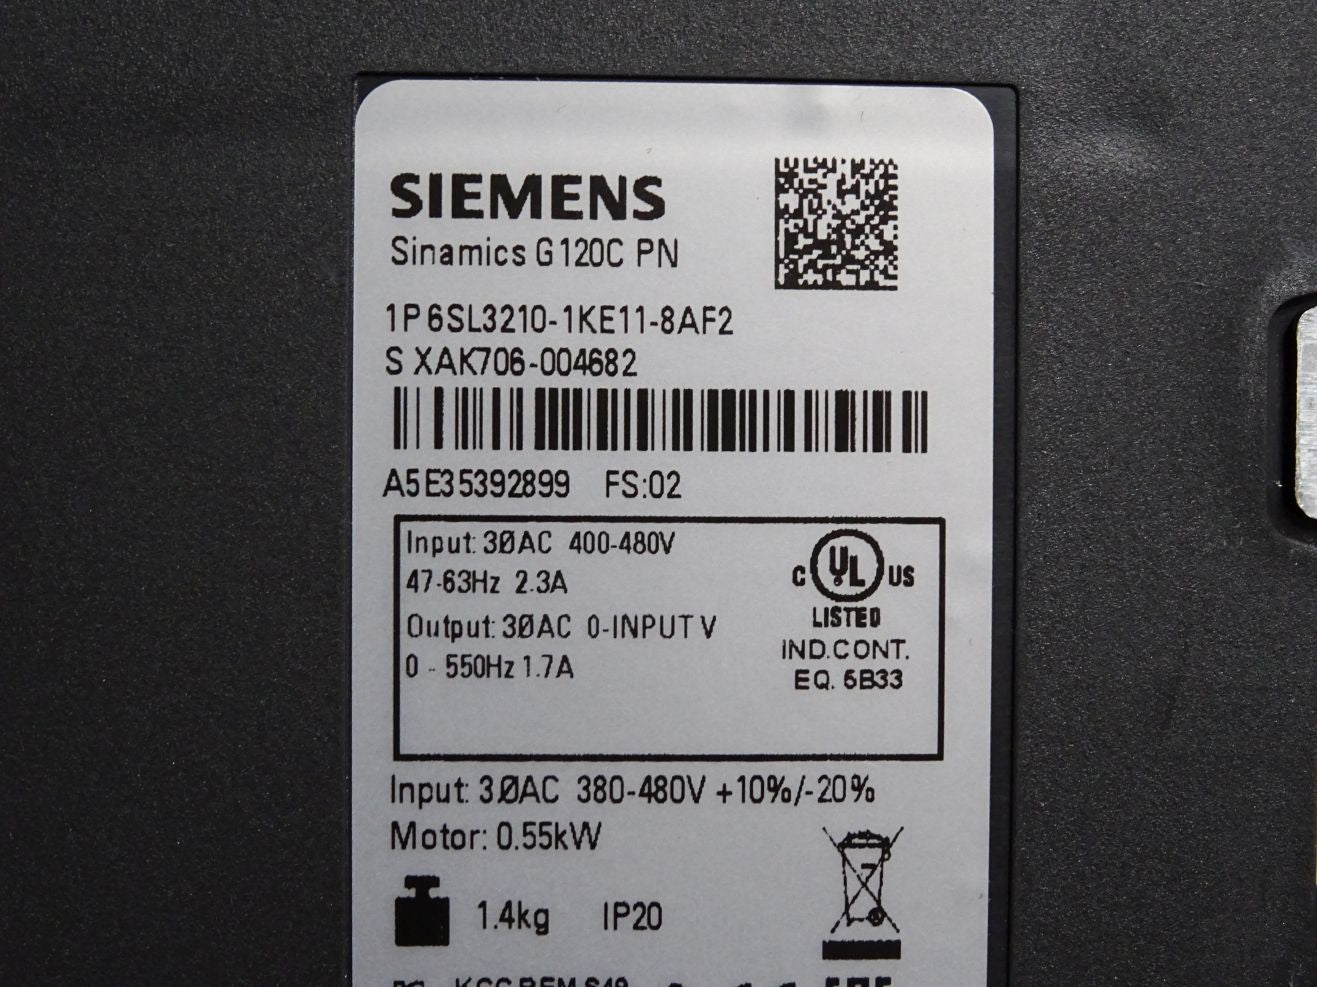 SIEMENS
Sinamics G120C PN
1P 6SL3210-1KE11-8AF2
S XAK706-004682
A5E35392899 FS:02
Input: 3ØAC 400-480V
47-63Hz 2.3A
Output: 3ØAC 0-INPUT V
0 - 550Hz 1.7A
C UL US
LISTED
IND.CONT.
EQ. 5B33
Input: 3ØAC 380-480V +10%/-20%
Motor: 0.55kW
1.4kg IP20